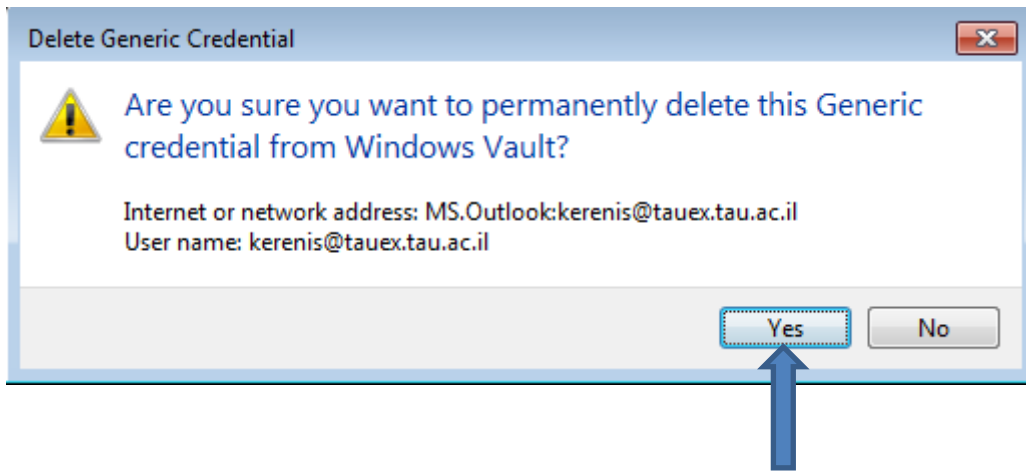 Delete Generic Credential
Are you sure you want to permanently delete this Generic
credential from Windows Vault?
Internet or network address: MS.Outlook:kerenis@tauex.tau.ac.il
User name: kerenis@tauex.tau.ac.il
Yes No